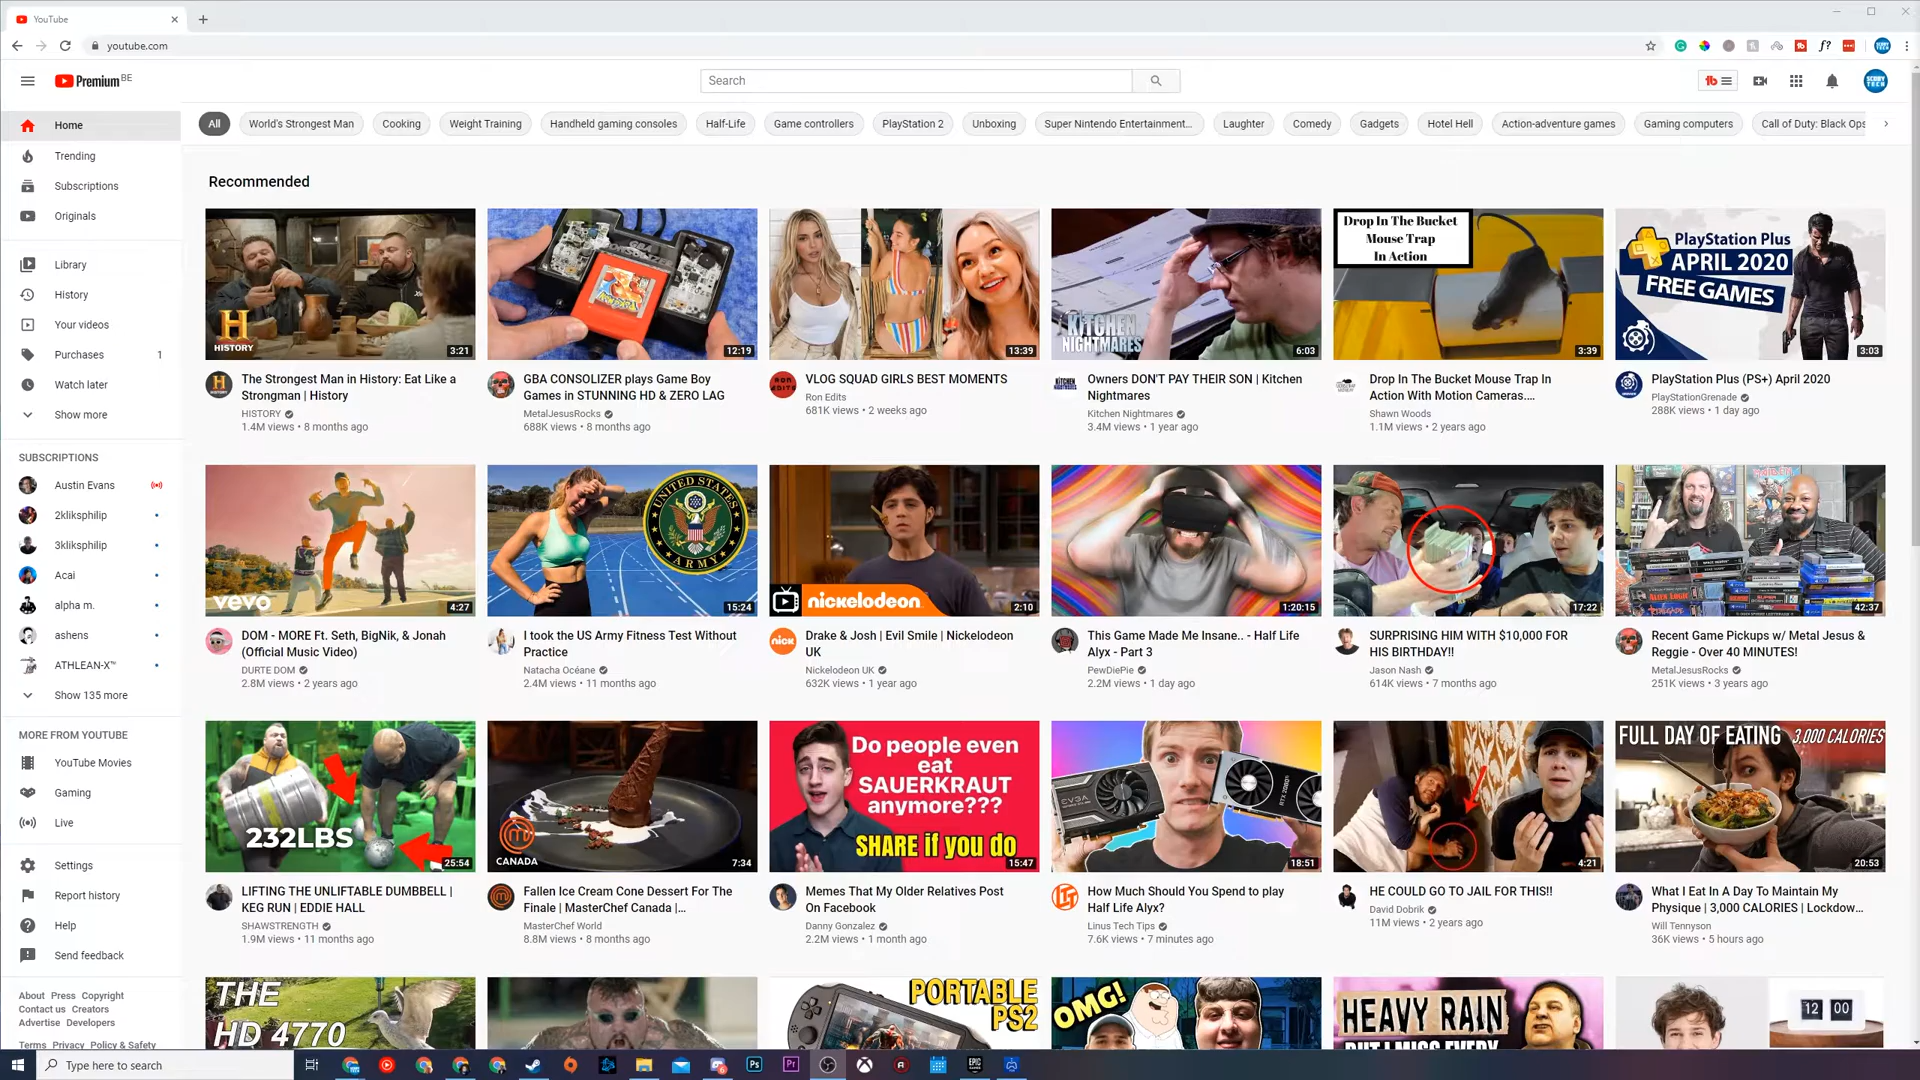 YouTube
youtube.com
Premium BE
Search
Home
Trending
Subscriptions
Originals
Library
History
Your videos
Purchases 1
Watch later
Show more
SUBSCRIPTIONS
Austin Evans
2kliksphilip
3kliksphilip
Acai
alpha m.
ashens
ATHLEAN-X™
Show 135 more
MORE FROM YOUTUBE
YouTube Movies
Gaming
Live
Settings
Report history
Help
Send feedback
About Press Copyright
Contact us Creators
Advertise Developers
Terms Privacy Policy & Safety
All World's Strongest Man Cooking Weight Training Handheld gaming consoles Half-Life Game controllers PlayStation 2 Unboxing Super Nintendo Entertainment... Laughter Comedy Gadgets Hotel Hell Action-adventure games Gaming computers Call of Duty: Black Ops
Recommended
H
HISTORY
3:21
The Strongest Man in History: Eat Like a
Strongman | History
HISTORY
1.4M views • 8 months ago
12:19
GBA CONSOLIZER plays Game Boy
Games in STUNNING HD & ZERO LAG
MetalJesusRocks
688K views • 8 months ago
13:39
VLOG SQUAD GIRLS BEST MOMENTS
Ron Edits
681K views • 2 weeks ago
KITCHEN
NIGHTMARES
6:03
Owners DON'T PAY THEIR SON | Kitchen
Nightmares
Kitchen Nightmares
3.4M views • 1 year ago
Drop In The Bucket
Mouse Trap
In Action
3:39
Drop In The Bucket Mouse Trap In
Action With Motion Cameras....
Shawn Woods
1.1M views • 2 years ago
PlayStation Plus
APRIL 2020
FREE GAMES
3:03
PlayStation Plus (PS+) April 2020
PlayStationGrenade
288K views • 1 day ago
vevo
4:27
DOM - MORE Ft. Seth, BigNik, & Jonah
(Official Music Video)
DURTE DOM
2.8M views • 2 years ago
UNITED STATES
ARMY
15:24
I took the US Army Fitness Test Without
Practice
Natacha Océane
2.4M views • 11 months ago
nickelodeon
2:10
nick
Drake & Josh | Evil Smile | Nickelodeon
UK
Nickelodeon UK
632K views • 1 year ago
1:20:15
This Game Made Me Insane.. - Half Life
Alyx - Part 3
PewDiePie
2.2M views • 1 day ago
17:22
SURPRISING HIM WITH $10,000 FOR
HIS BIRTHDAY!!
Jason Nash
614K views • 7 months ago
42:37
Recent Game Pickups w/ Metal Jesus &
Reggie - Over 40 MINUTES!
MetalJesusRocks
251K views • 3 years ago
232LBS
25:54
LIFTING THE UNLIFTABLE DUMBBELL |
KEG RUN | EDDIE HALL
SHAWSTRENGTH
1.9M views • 11 months ago
CANADA
7:34
Fallen Ice Cream Cone Dessert For The
Finale | MasterChef Canada |...
MasterChef World
8.8M views • 8 months ago
Do people even
eat
SAUERKRAUT
anymore???
SHARE if you do
15:47
Memes That My Older Relatives Post
On Facebook
Danny Gonzalez
2.2M views • 1 month ago
EVGA
RTX 2080Ti
18:51
LTT
How Much Should You Spend to play
Half Life Alyx?
Linus Tech Tips
7.6K views • 7 minutes ago
4:21
HE COULD GO TO JAIL FOR THIS!!
David Dobrik
11M views • 2 years ago
FULL DAY OF EATING 3,000 CALORIES
20:53
What I Eat In A Day To Maintain My
Physique | 3,000 CALORIES | Lockdow...
Will Tennyson
36K views • 5 hours ago
THE
HD 4770
PORTABLE
PS2
OMG!
HEAVY RAIN
BUT LANCE EVERY
12 00
Type here to search